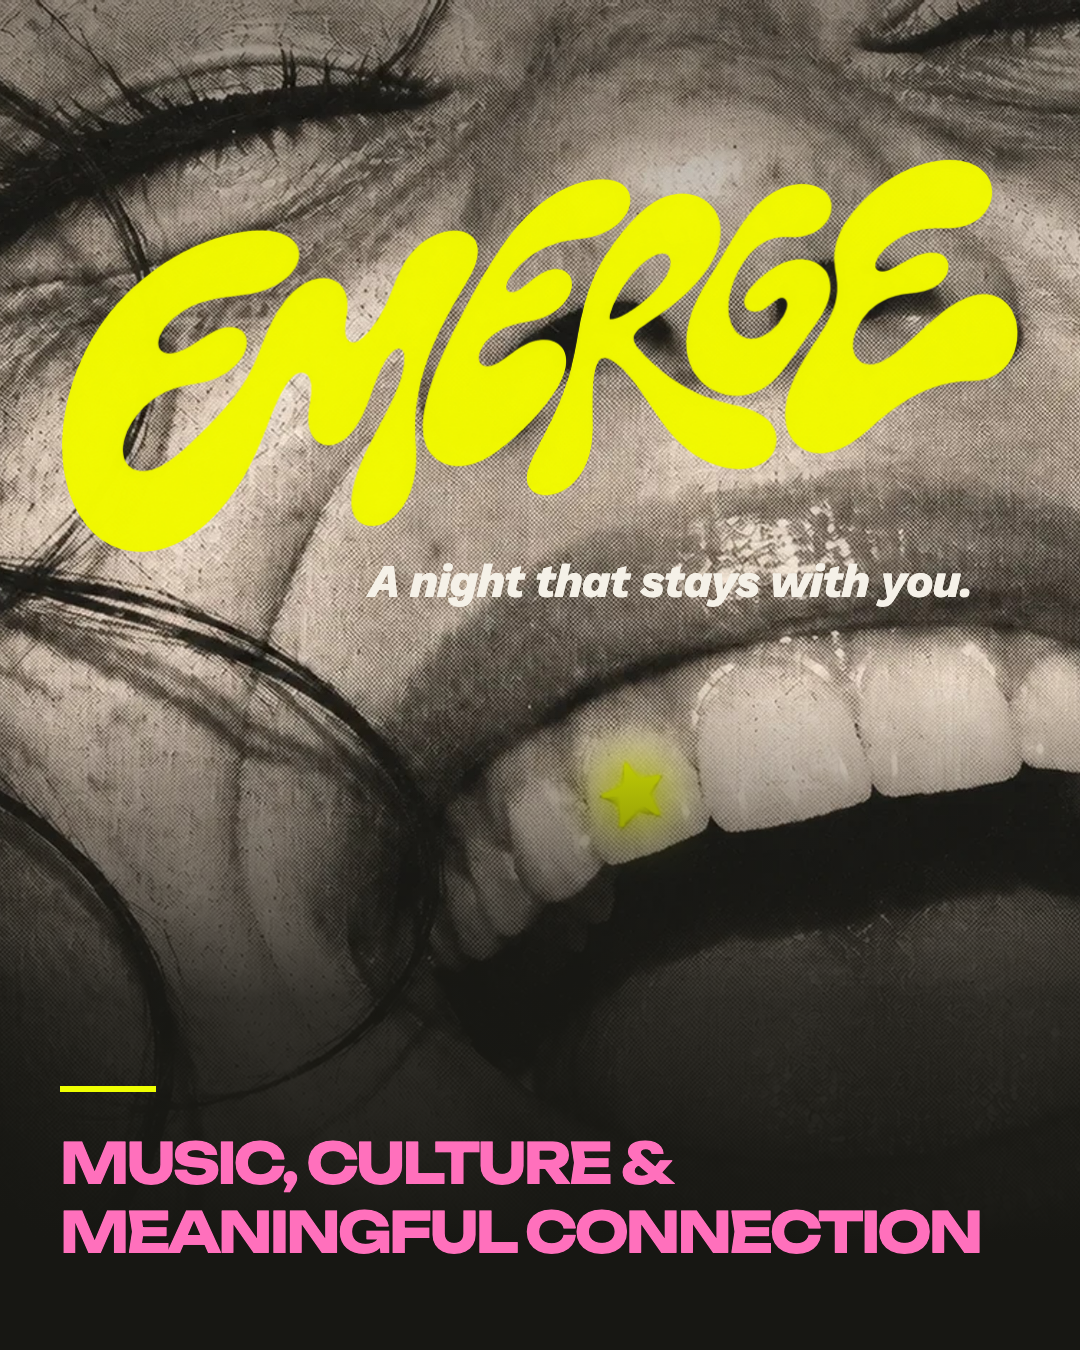 EMERGE
A night that stays with you.
MUSIC, CULTURE &
MEANINGFUL CONNECTION